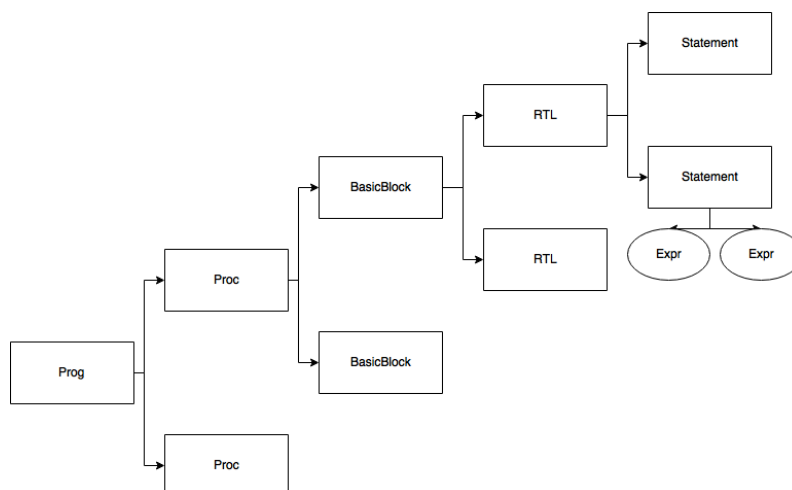 Statement
RTL
Statement
BasicBlock
RTL
Expr
Expr
Proc
BasicBlock
Prog
Proc